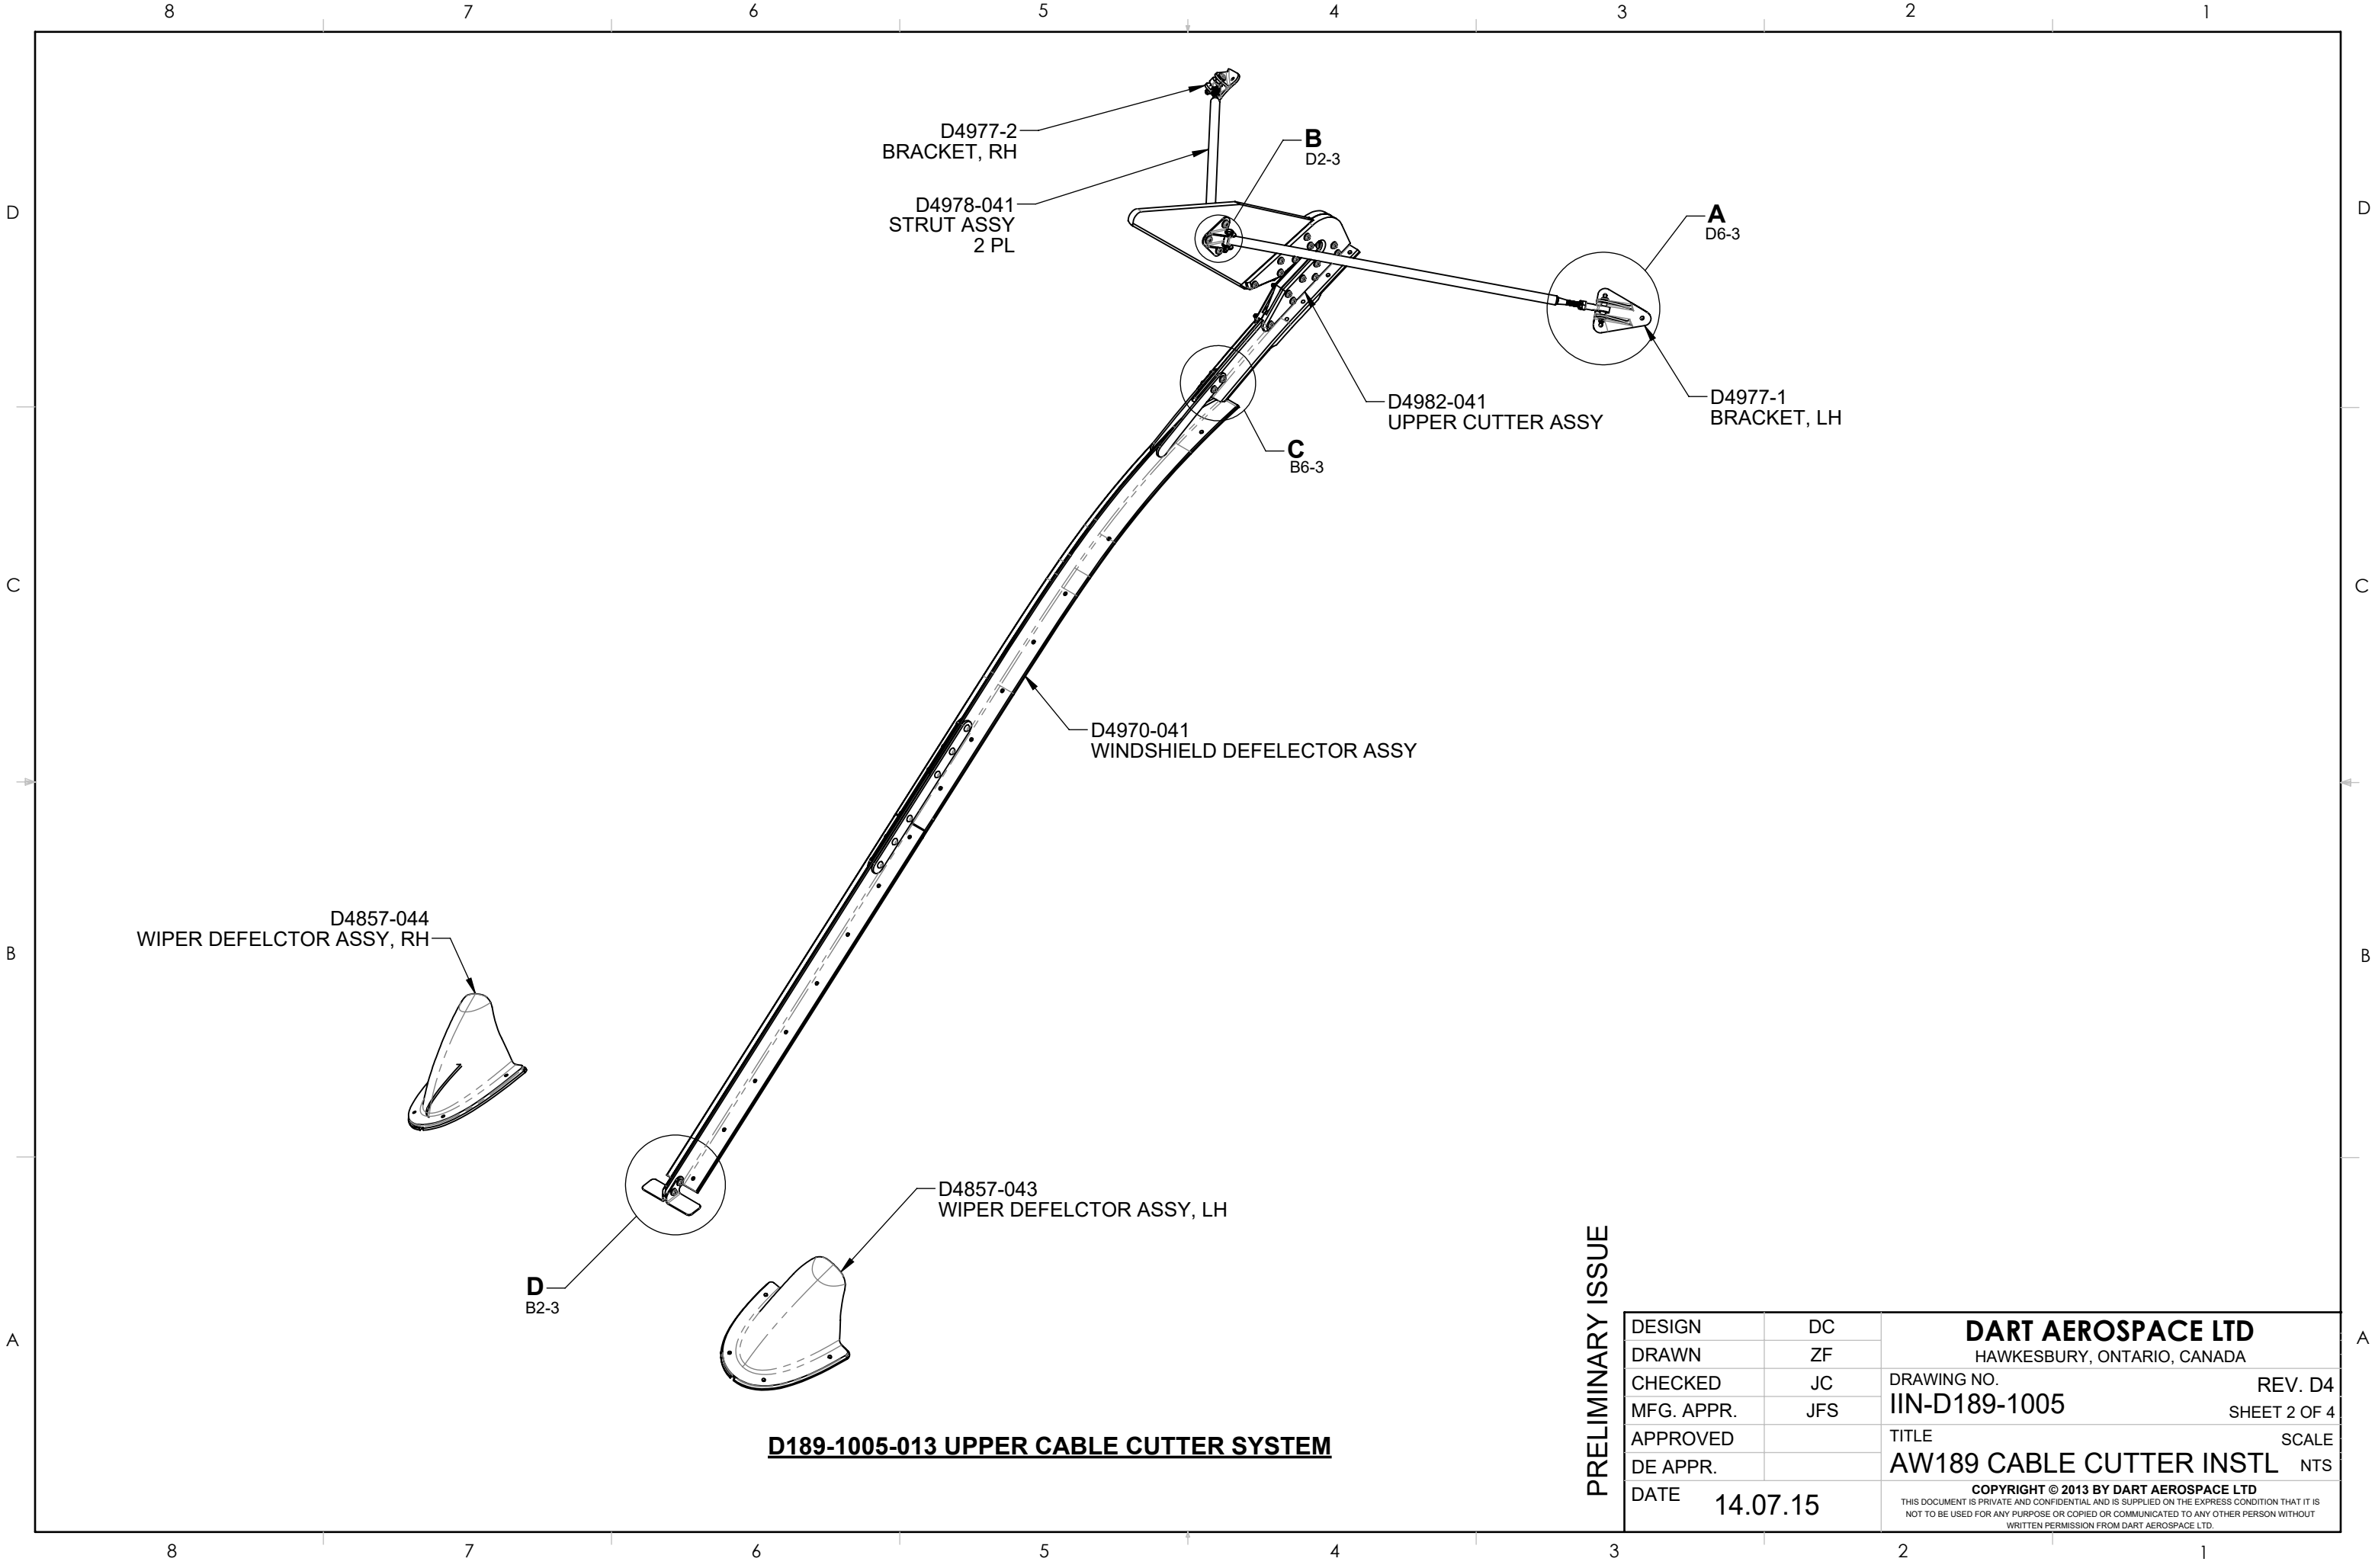 8 7 6 5 4 3 2 1
D4977-2
BRACKET, RH
B
D2-3
D4978-041
STRUT ASSY
2 PL
D
D
A
D6-3
D4982-041
UPPER CUTTER ASSY
D4977-1
BRACKET, LH
C
B6-3
C
C
D4970-041
WINDSHIELD DEFELECTOR ASSY
D4857-044
WIPER DEFELCTOR ASSY, RH
B
B
D4857-043
WIPER DEFELCTOR ASSY, LH
D
B2-3
A
A
D189-1005-013 UPPER CABLE CUTTER SYSTEM
PRELIMINARY ISSUE
DESIGN DC
DRAWN ZF
CHECKED JC
MFG. APPR. JFS
APPROVED
DE APPR.
DATE 14.07.15
DART AEROSPACE LTD
HAWKESBURY, ONTARIO, CANADA
DRAWING NO. REV. D4
IIN-D189-1005 SHEET 2 OF 4
TITLE SCALE
AW189 CABLE CUTTER INSTL NTS
COPYRIGHT © 2013 BY DART AEROSPACE LTD
THIS DOCUMENT IS PRIVATE AND CONFIDENTIAL AND IS SUPPLIED ON THE EXPRESS CONDITION THAT IT IS
NOT TO BE USED FOR ANY PURPOSE OR COPIED OR COMMUNICATED TO ANY OTHER PERSON WITHOUT
WRITTEN PERMISSION FROM DART AEROSPACE LTD.
8 7 6 5 4 3 2 1